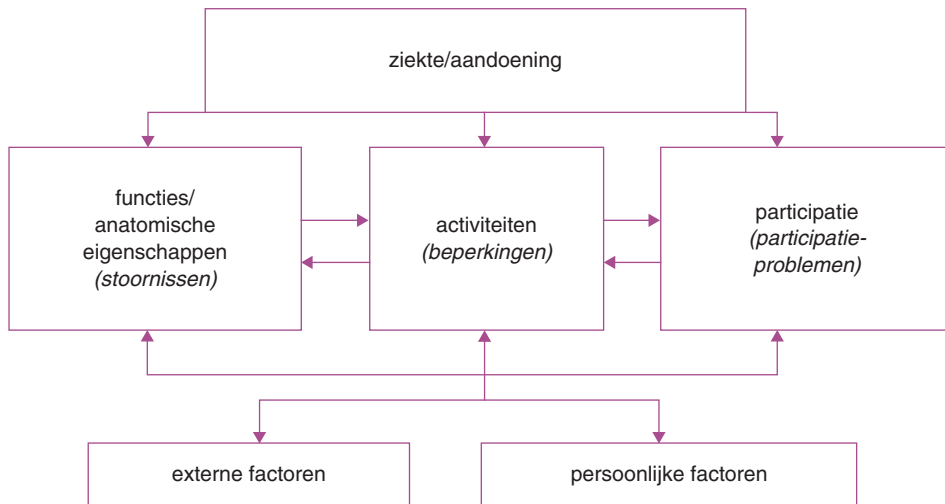 ziekte/aandoening
functies/
anatomische
eigenschappen
(stoornissen)
activiteiten
(beperkingen)
participatie
(participatie-
problemen)
externe factoren
persoonlijke factoren